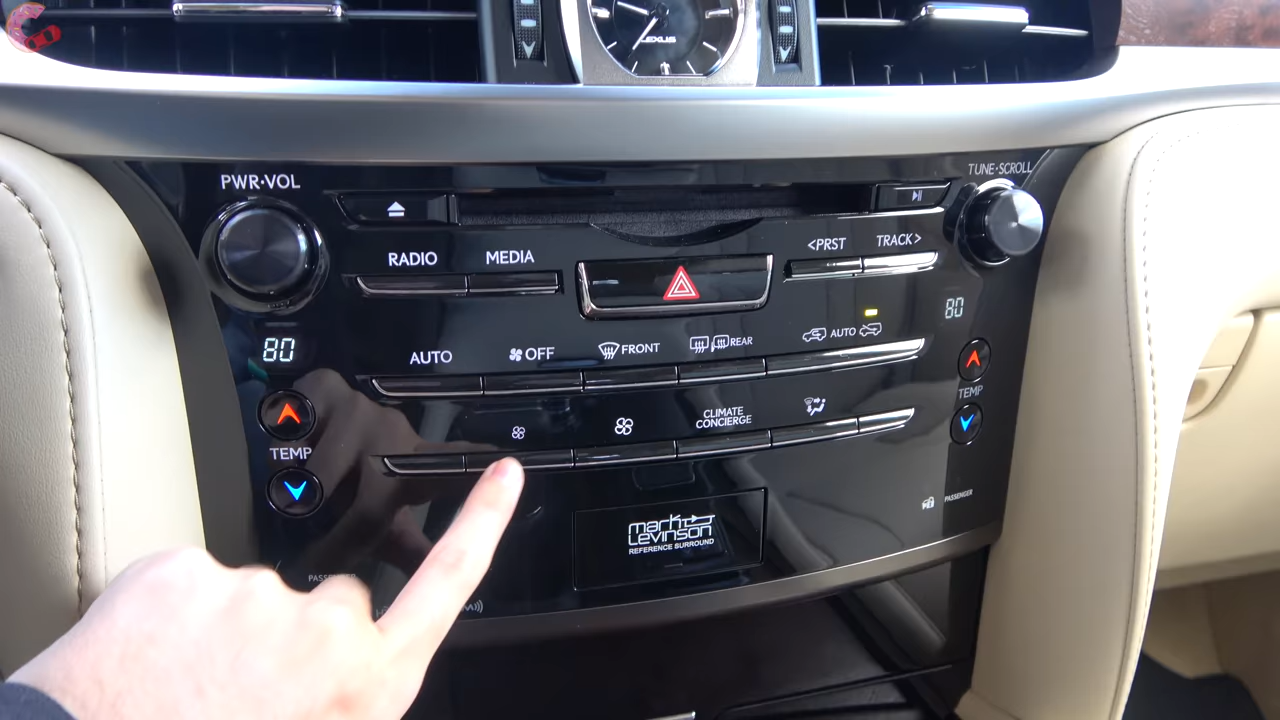 LEXUS
PWR·VOL
TUNE·SCROLL
RADIO
MEDIA
<PRST
TRACK>
80
80
AUTO
OFF
FRONT
REAR
AUTO
TEMP
TEMP
CLIMATE
CONCIERGE
mark
Levinson
REFERENCE SURROUND
PASSENGER
PASSENGER